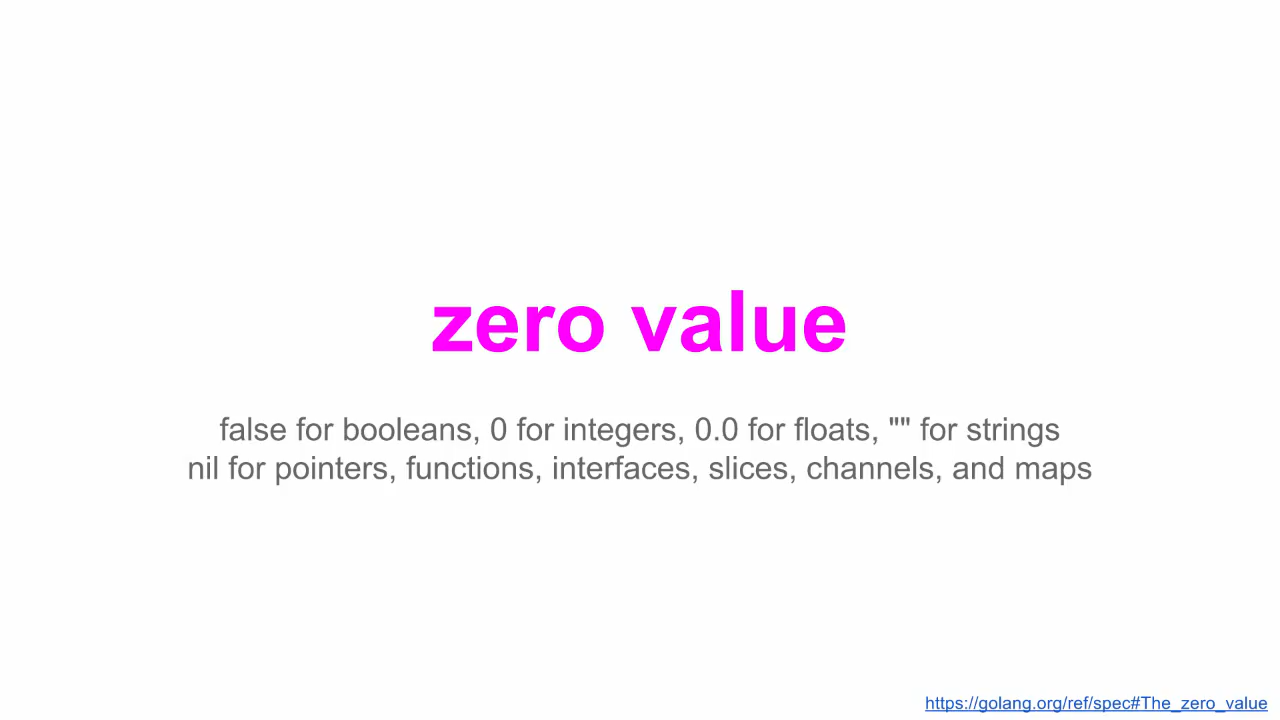 zero value
false for booleans, 0 for integers, 0.0 for floats, "" for strings
nil for pointers, functions, interfaces, slices, channels, and maps
https://golang.org/ref/spec#The_zero_value